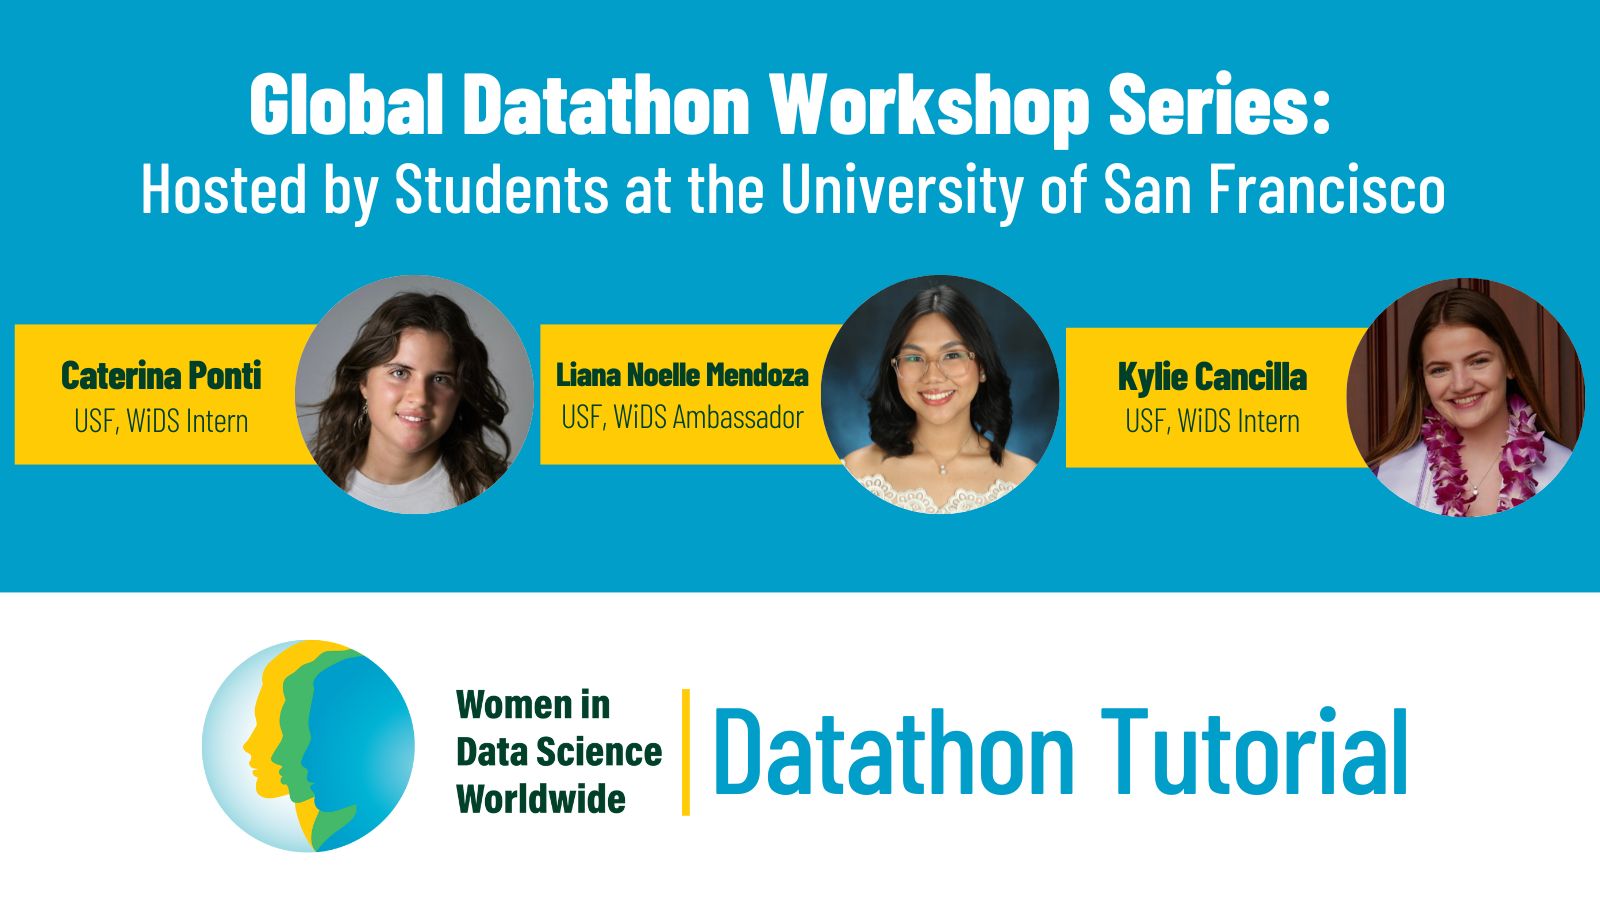 Global Datathon Workshop Series:
Hosted by Students at the University of San Francisco
Caterina Ponti
USF, WiDS Intern
Liana Noelle Mendoza
USF, WiDS Ambassador
Kylie Cancilla
USF, WiDS Intern
Women in
Data Science
Worldwide
Datathon Tutorial